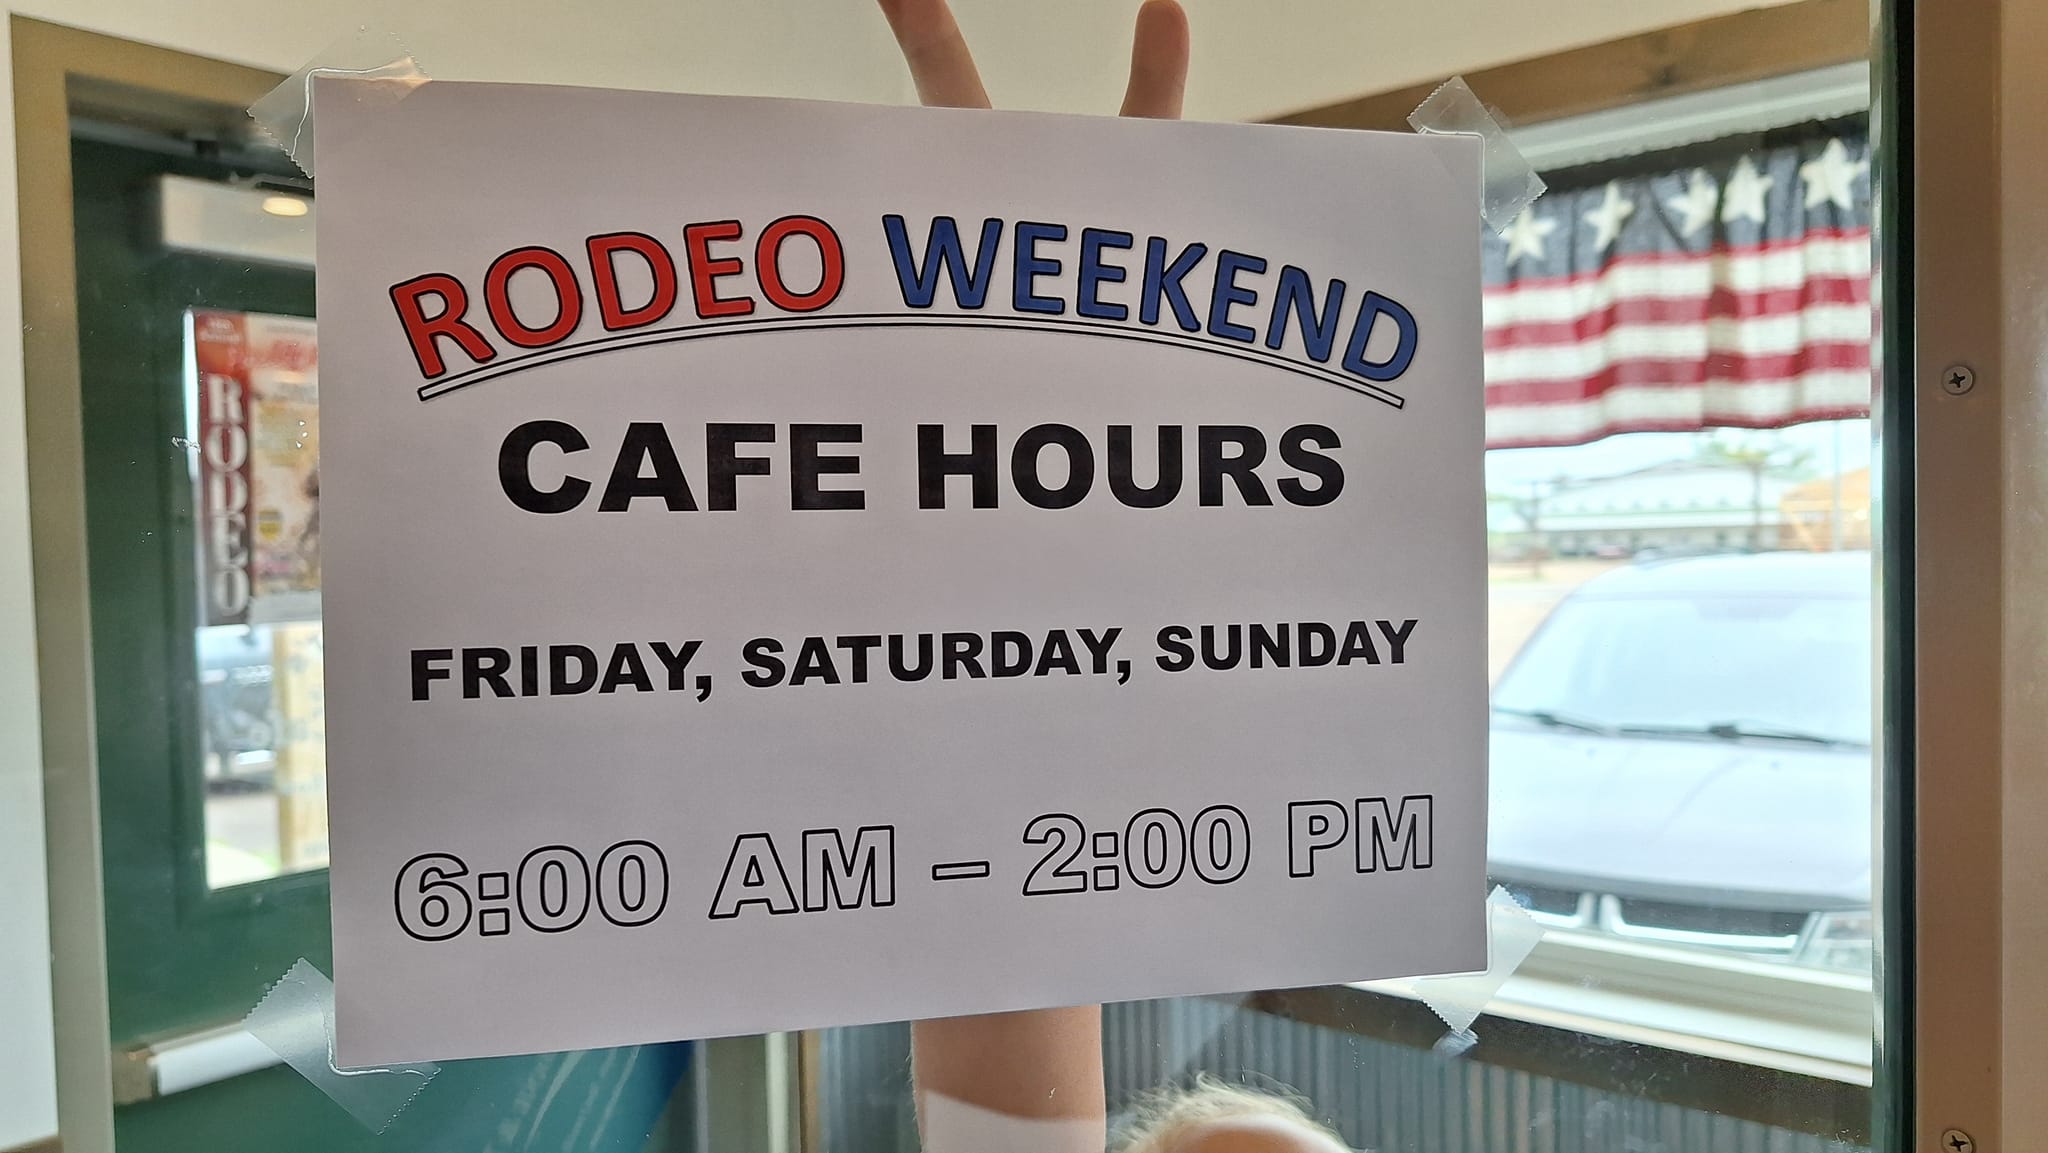 RODEO WEEKEND
CAFE HOURS
FRIDAY, SATURDAY, SUNDAY
6:00 AM – 2:00 PM
RODEO